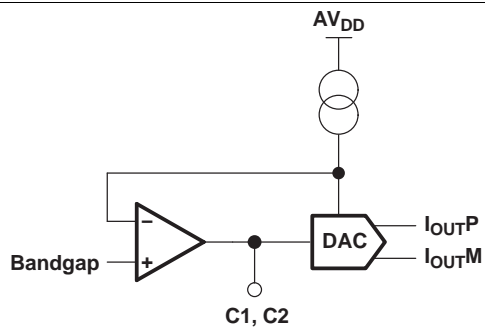 AVDD
−
+
Bandgap
DAC
IOUTP
IOUTM
C1, C2